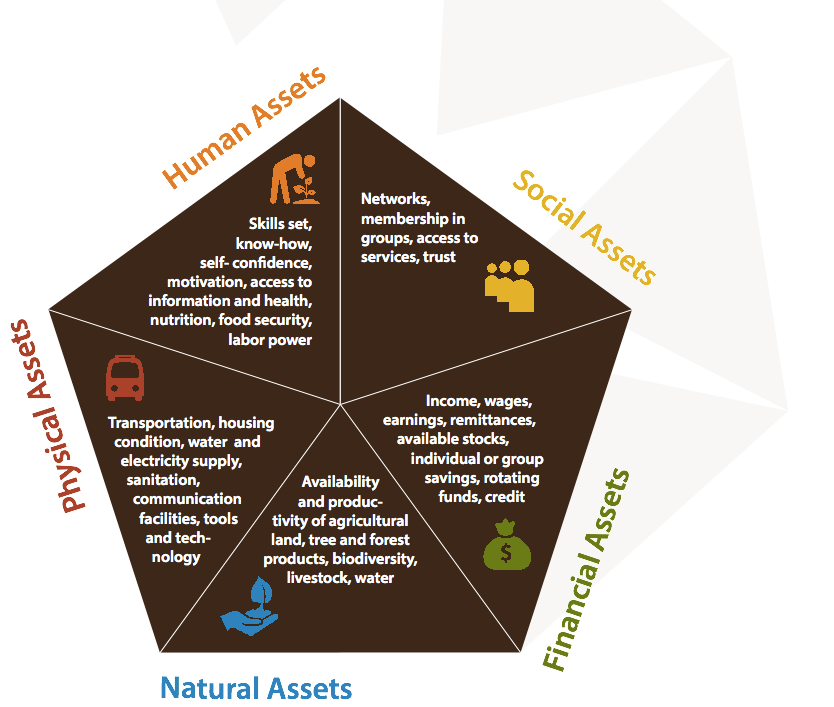 Human Assets
Skills set,
know-how,
self- confidence,
motivation, access to
information and health,
nutrition, food security,
labor power
Social Assets
Networks,
membership in
groups, access to
services, trust
Physical Assets
Transportation, housing
condition, water and
electricity supply,
sanitation,
communication
facilities, tools
and tech-
nology
Financial Assets
Income, wages,
earnings, remittances,
available stocks,
individual or group
savings, rotating
funds, credit
$
Availability
and produc-
tivity of agricultural
land, tree and forest
products, biodiversity,
livestock, water
Natural Assets